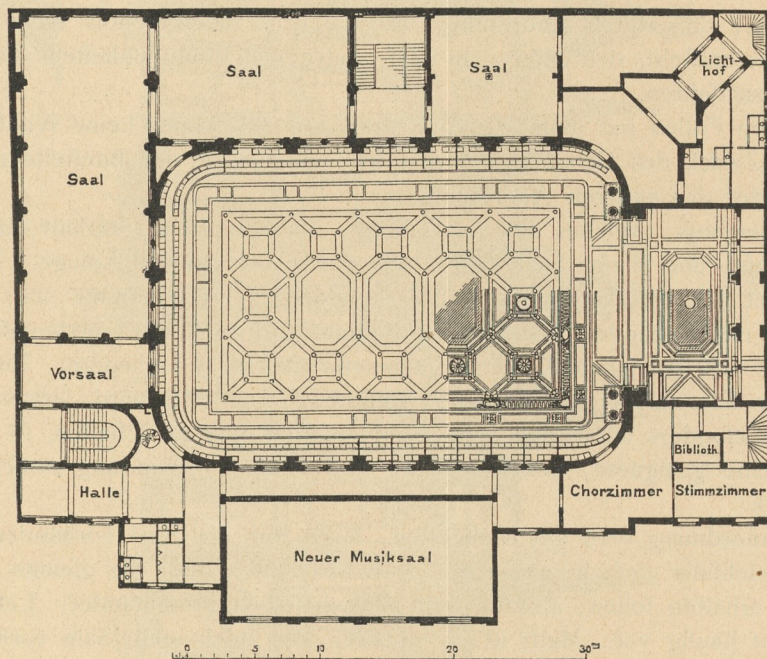 Saal
Saal
Licht-
hof
Saal
Vorsaal
Halle
Biblioth.
Chorzimmer
Stimmzimmer
Neuer Musiksaal
0 5 10 20 30 m